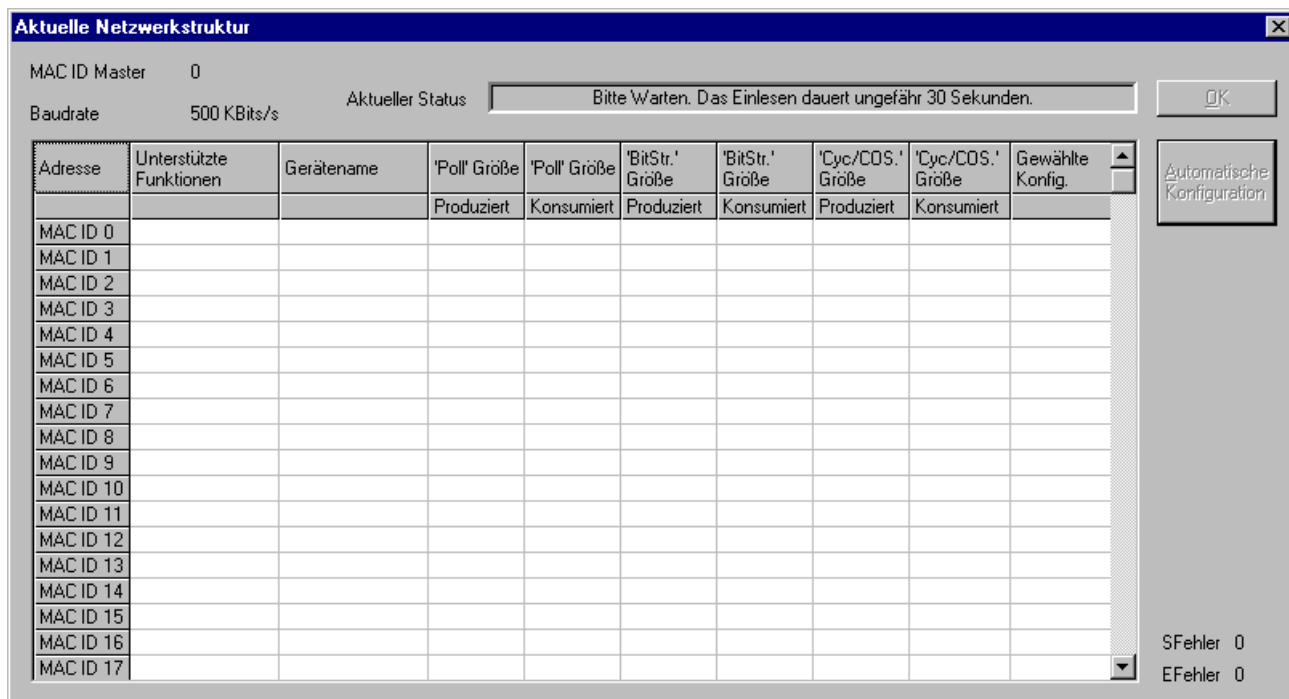 Aktuelle Netzwerkstruktur
MAC ID Master 0
Baudrate 500 KBits/s
Aktueller Status Bitte Warten. Das Einlesen dauert ungefähr 30 Sekunden.
OK
Automatische
Konfiguration
Adresse Unterstützte Funktionen Gerätename 'Poll' Größe 'Poll' Größe 'BitStr.' Größe 'BitStr.' Größe 'Cyc/COS.' Größe 'Cyc/COS.' Größe Gewählte Konfig.
Produziert Konsumiert Produziert Konsumiert Produziert Konsumiert
MAC ID 0
MAC ID 1
MAC ID 2
MAC ID 3
MAC ID 4
MAC ID 5
MAC ID 6
MAC ID 7
MAC ID 8
MAC ID 9
MAC ID 10
MAC ID 11
MAC ID 12
MAC ID 13
MAC ID 14
MAC ID 15
MAC ID 16
MAC ID 17
SFehler 0
EFehler 0